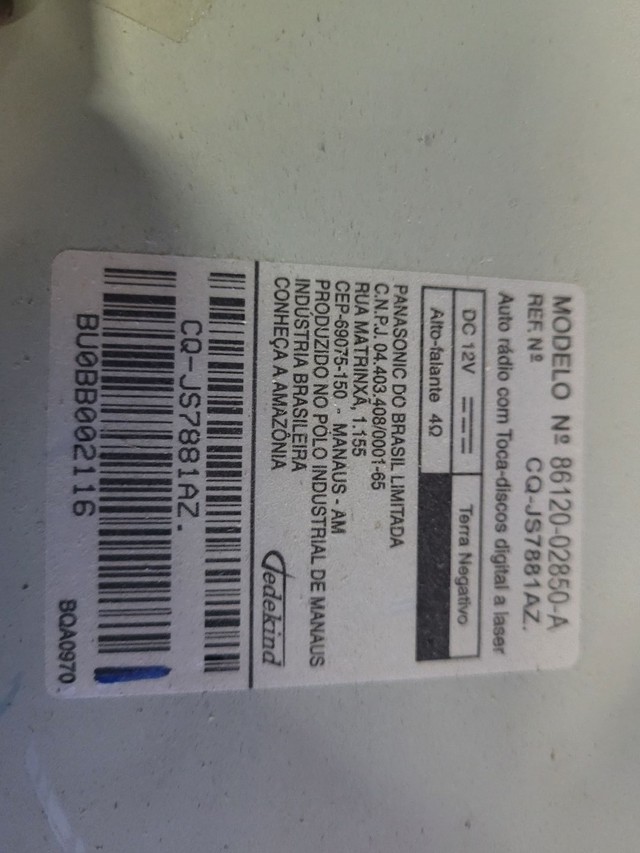 MODELO Nº 86120-02850-A
REF. Nº CQ-JS7881AZ.
Auto rádio com Toca-discos digital a laser
DC 12V Terra Negativo
Alto-falante 4Ω
PANASONIC DO BRASIL LIMITADA
C.N.P.J. 04.403.408/0001-65
RUA MATRINXÃ, 1.155
CEP-69075-150 - MANAUS - AM
PRODUZIDO NO PÓLO INDUSTRIAL DE MANAUS
INDÚSTRIA BRASILEIRA
CONHEÇA A AMAZÔNIA
Jedekind
CQ-JS7881AZ.
BU0BB002116
BQA0970